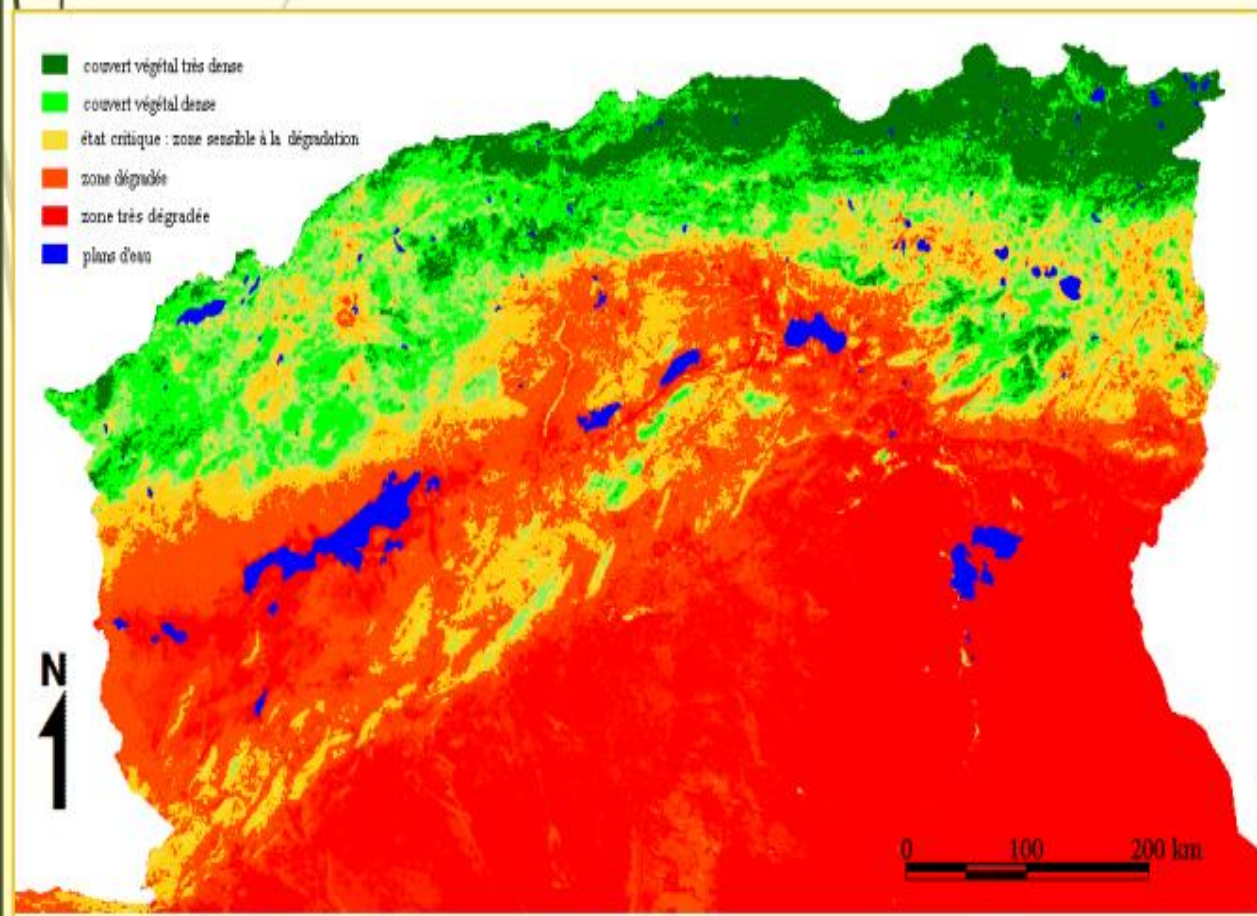 couvert végétal très dense
couvert végétal dense
état critique : zone sensible à la dégradation
zone dégradée
zone très dégradée
plans d'eau
N
0 100 200 km